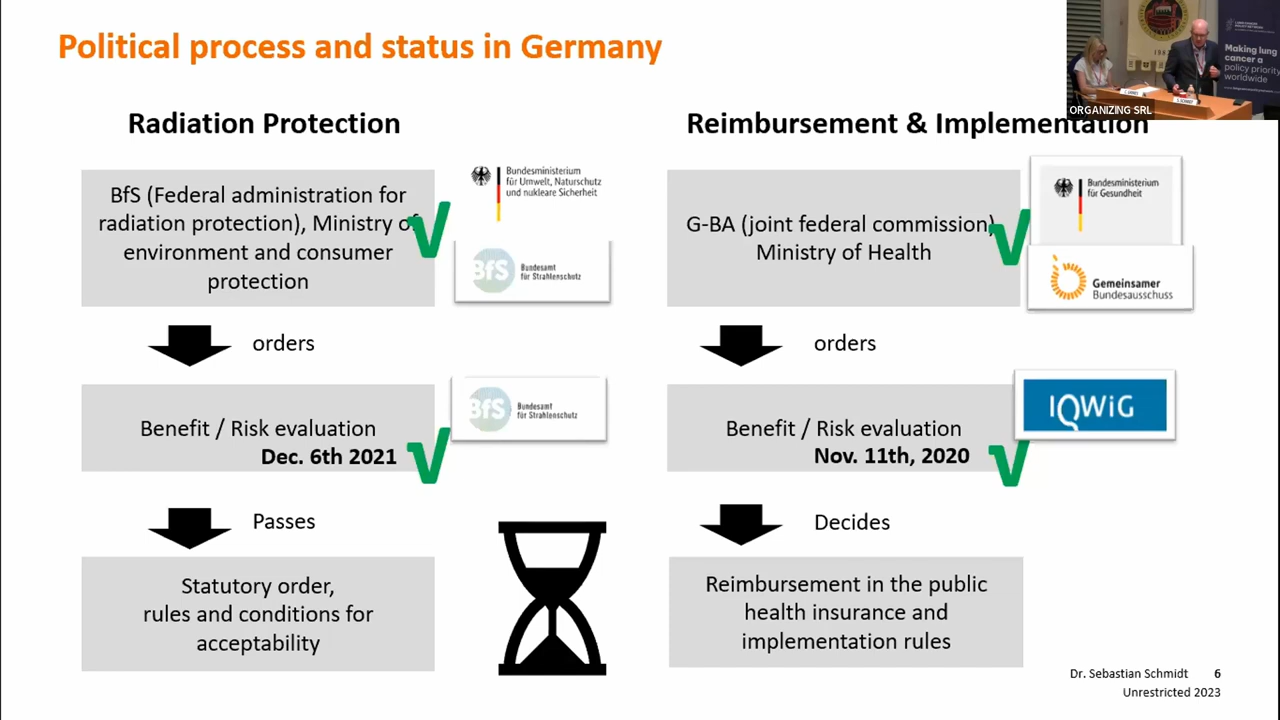 Political process and status in Germany
Radiation Protection
BfS (Federal administration for
radiation protection), Ministry of
environment and consumer
protection
Bundesministerium
für Umwelt, Naturschutz
und nukleare Sicherheit
BfS
Bundesamt
für Strahlenschutz
orders
Benefit / Risk evaluation
Dec. 6th 2021
BfS
Bundesamt
für Strahlenschutz
Passes
Statutory order,
rules and conditions for
acceptability
Reimbursement & Implementation
G-BA (joint federal commission)
Ministry of Health
Bundesministerium
für Gesundheit
Gemeinsamer
Bundesausschuss
orders
Benefit / Risk evaluation
Nov. 11th, 2020
IQWiG
Decides
Reimbursement in the public
health insurance and
implementation rules
Making lung
cancer a
policy priority
worldwide
ORGANIZING SRL
Dr. Sebastian Schmidt 6
Unrestricted 2023